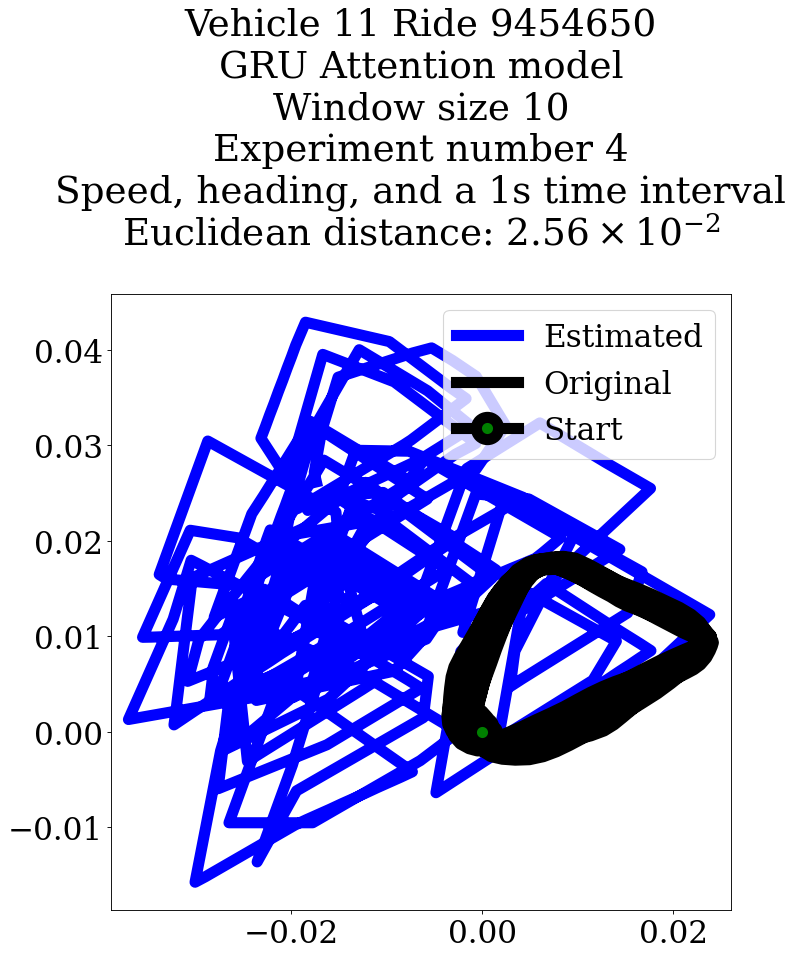 Vehicle 11 Ride 9454650
GRU Attention model
Window size 10
Experiment number 4
Speed, heading, and a 1s time interval
Euclidean distance: 2.56 × 10⁻²
Estimated
Original
Start
0.04
0.03
0.02
0.01
0.00
−0.01
−0.02 0.00 0.02